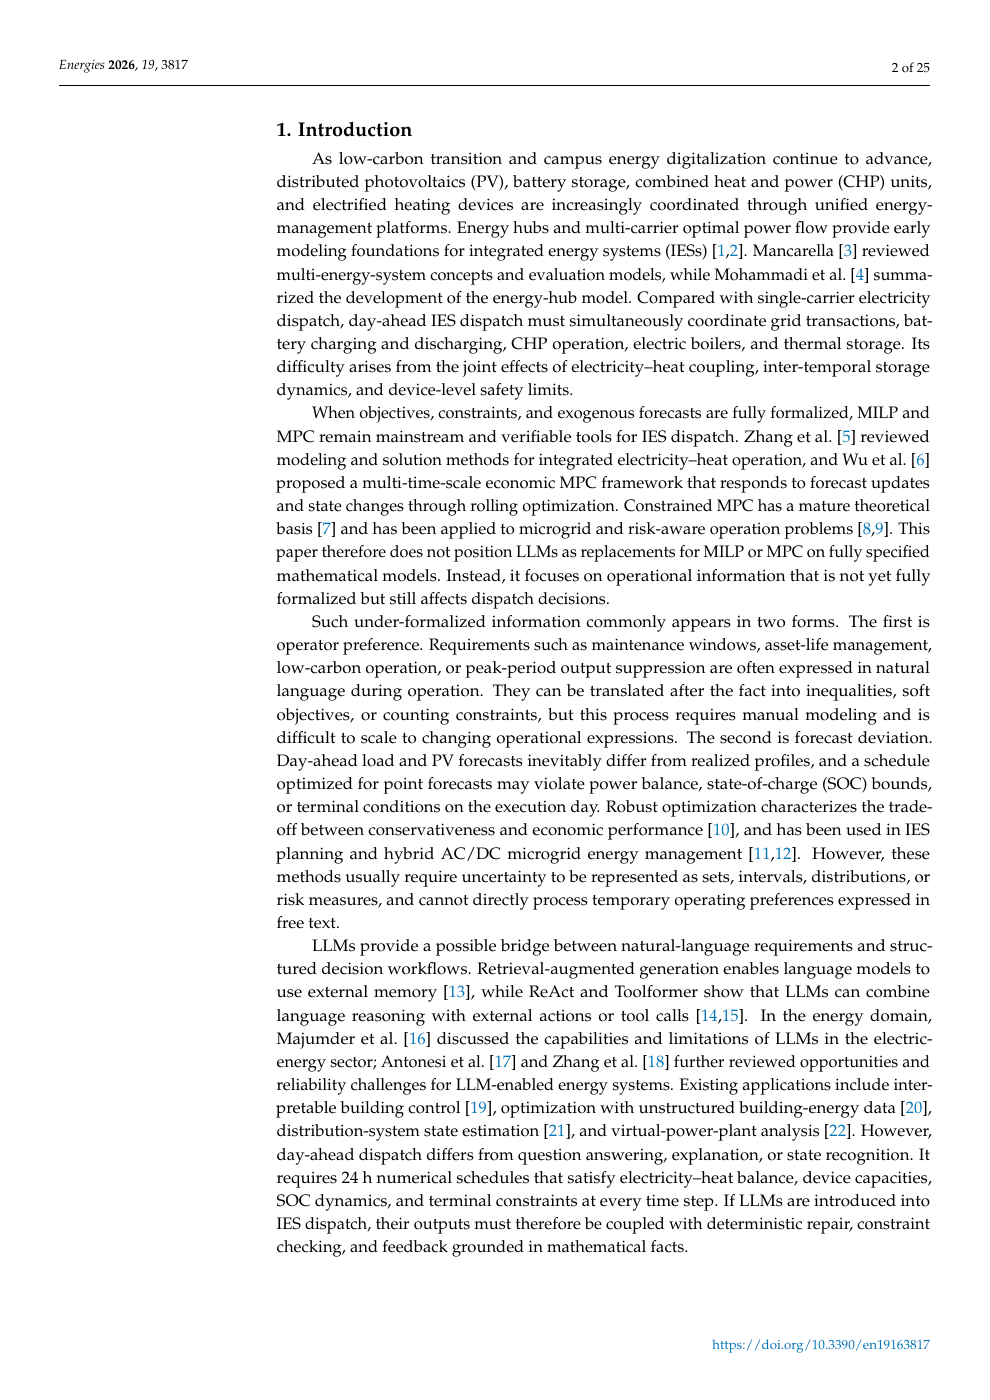 Energies 2026, 19, 3817
2 of 25
1. Introduction
As low-carbon transition and campus energy digitalization continue to advance,
distributed photovoltaics (PV), battery storage, combined heat and power (CHP) units,
and electrified heating devices are increasingly coordinated through unified energy-
management platforms. Energy hubs and multi-carrier optimal power flow provide early
modeling foundations for integrated energy systems (IESs) [1,2]. Mancarella [3] reviewed
multi-energy-system concepts and evaluation models, while Mohammadi et al. [4] summa-
rized the development of the energy-hub model. Compared with single-carrier electricity
dispatch, day-ahead IES dispatch must simultaneously coordinate grid transactions, bat-
tery charging and discharging, CHP operation, electric boilers, and thermal storage. Its
difficulty arises from the joint effects of electricity–heat coupling, inter-temporal storage
dynamics, and device-level safety limits.
When objectives, constraints, and exogenous forecasts are fully formalized, MILP and
MPC remain mainstream and verifiable tools for IES dispatch. Zhang et al. [5] reviewed
modeling and solution methods for integrated electricity–heat operation, and Wu et al. [6]
proposed a multi-time-scale economic MPC framework that responds to forecast updates
and state changes through rolling optimization. Constrained MPC has a mature theoretical
basis [7] and has been applied to microgrid and risk-aware operation problems [8,9]. This
paper therefore does not position LLMs as replacements for MILP or MPC on fully specified
mathematical models. Instead, it focuses on operational information that is not yet fully
formalized but still affects dispatch decisions.
Such under-formalized information commonly appears in two forms. The first is
operator preference. Requirements such as maintenance windows, asset-life management,
low-carbon operation, or peak-period output suppression are often expressed in natural
language during operation. They can be translated after the fact into inequalities, soft
objectives, or counting constraints, but this process requires manual modeling and is
difficult to scale to changing operational expressions. The second is forecast deviation.
Day-ahead load and PV forecasts inevitably differ from realized profiles, and a schedule
optimized for point forecasts may violate power balance, state-of-charge (SOC) bounds,
or terminal conditions on the execution day. Robust optimization characterizes the trade-
off between conservativeness and economic performance [10], and has been used in IES
planning and hybrid AC/DC microgrid energy management [11,12]. However, these
methods usually require uncertainty to be represented as sets, intervals, distributions, or
risk measures, and cannot directly process temporary operating preferences expressed in
free text.
LLMs provide a possible bridge between natural-language requirements and struc-
tured decision workflows. Retrieval-augmented generation enables language models to
use external memory [13], while ReAct and Toolformer show that LLMs can combine
language reasoning with external actions or tool calls [14,15]. In the energy domain,
Majumder et al. [16] discussed the capabilities and limitations of LLMs in the electric-
energy sector; Antonesi et al. [17] and Zhang et al. [18] further reviewed opportunities and
reliability challenges for LLM-enabled energy systems. Existing applications include inter-
pretable building control [19], optimization with unstructured building-energy data [20],
distribution-system state estimation [21], and virtual-power-plant analysis [22]. However,
day-ahead dispatch differs from question answering, explanation, or state recognition. It
requires 24 h numerical schedules that satisfy electricity–heat balance, device capacities,
SOC dynamics, and terminal constraints at every time step. If LLMs are introduced into
IES dispatch, their outputs must therefore be coupled with deterministic repair, constraint
checking, and feedback grounded in mathematical facts.
https://doi.org/10.3390/en19163817